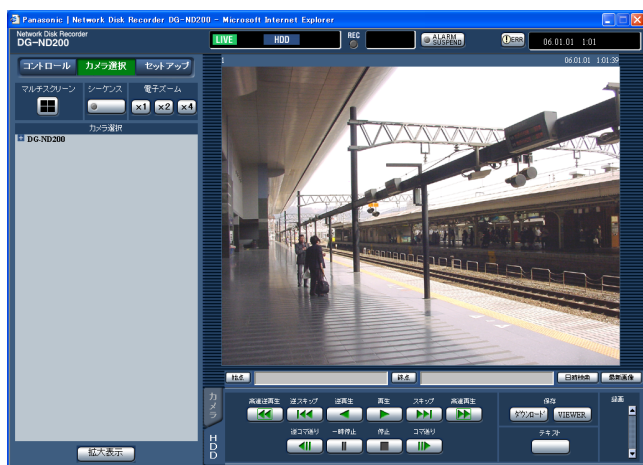 Panasonic | Network Disk Recorder DG-ND200 - Microsoft Internet Explorer
Network Disk Recorder
DG-ND200
LIVE HDD REC ALARM SUSPEND ERR 06.01.01 1:01
コントロール カメラ選択 セットアップ
1 06.01.01 1:01:39
マルチスクリーン シーケンス 電子ズーム
x1 x2 x4
カメラ選択
DG-ND200
始点 終点 日時検索 最新画像
カメラ
HDD
高速逆再生 逆スキップ 逆再生 再生 スキップ 高速再生 保存 録画
ダウンロード VIEWER
逆コマ送り 一時停止 停止 コマ送り テキスト
拡大表示